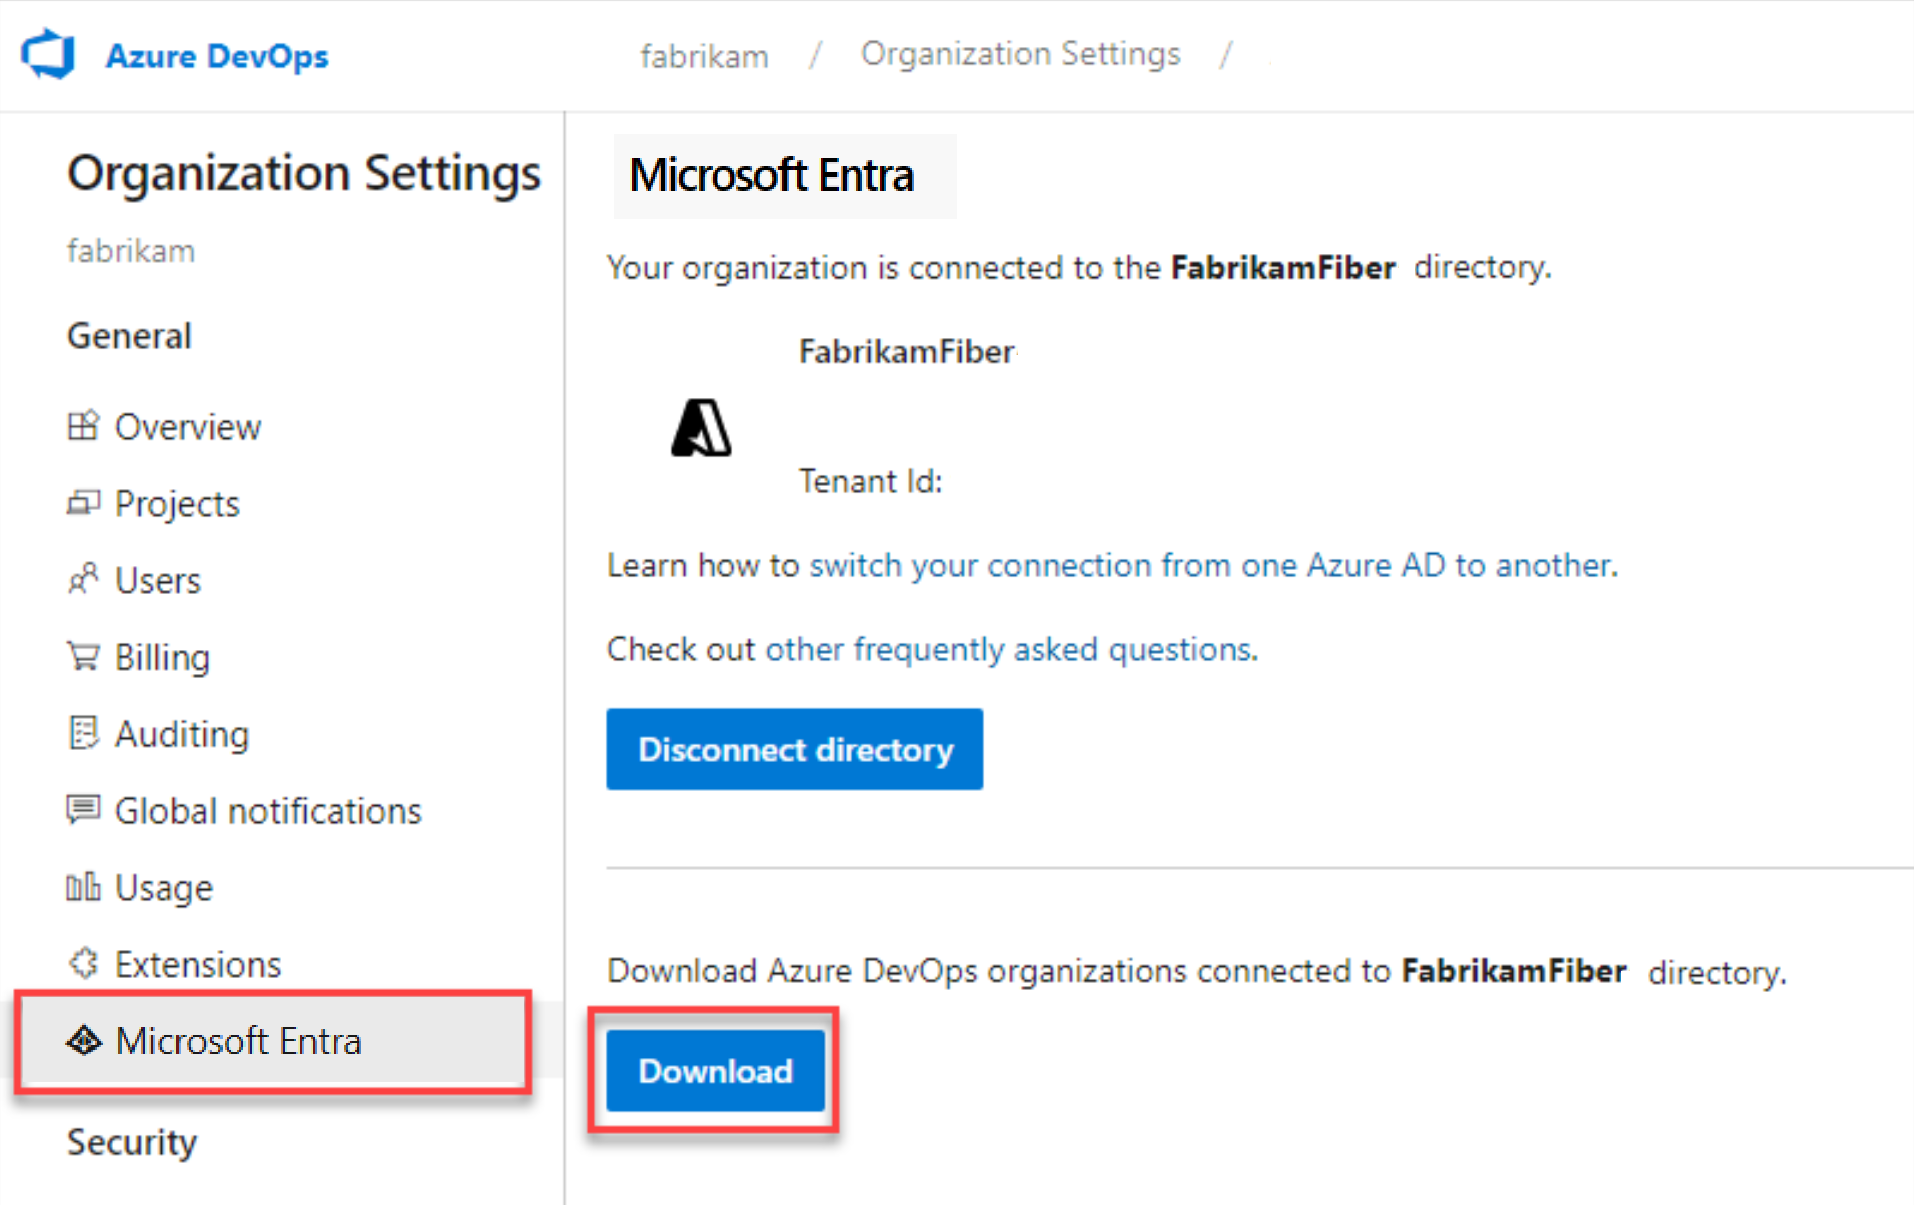 Azure DevOps
fabrikam / Organization Settings /
Organization Settings
fabrikam
General
Overview
Projects
Users
Billing
Auditing
Global notifications
Usage
Extensions
Microsoft Entra
Security
Microsoft Entra
Your organization is connected to the FabrikamFiber directory.
FabrikamFiber
Tenant Id:
Learn how to switch your connection from one Azure AD to another.
Check out other frequently asked questions.
Disconnect directory
Download Azure DevOps organizations connected to FabrikamFiber directory.
Download